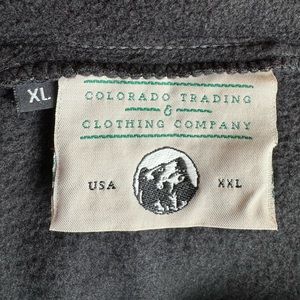 COLORADO TRADING
&
CLOTHING COMPANY
XL
USA XXL